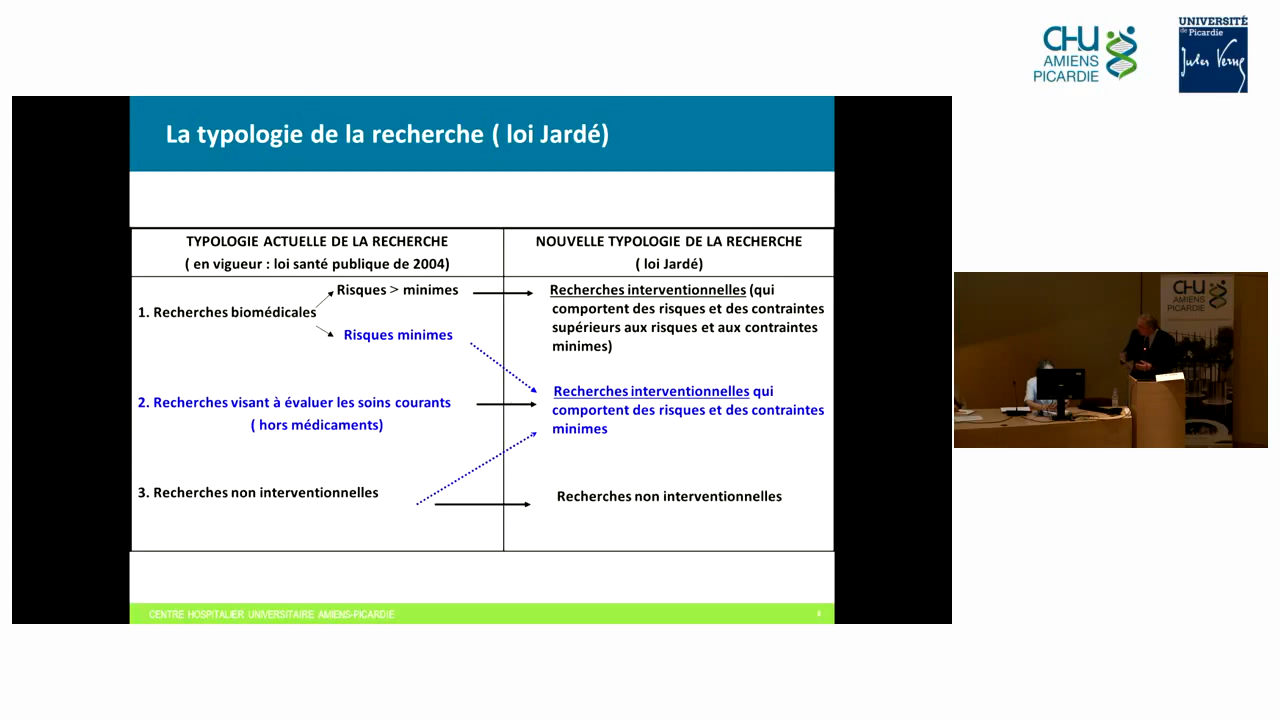 CHU
AMIENS
PICARDIE
UNIVERSITÉ
de Picardie
Jules Verne
La typologie de la recherche ( loi Jardé)
TYPOLOGIE ACTUELLE DE LA RECHERCHE
( en vigueur : loi santé publique de 2004)
NOUVELLE TYPOLOGIE DE LA RECHERCHE
( loi Jardé)
1. Recherches biomédicales
Risques > minimes
Risques minimes
Recherches interventionnelles (qui
comportent des risques et des contraintes
supérieurs aux risques et aux contraintes
minimes)
2. Recherches visant à évaluer les soins courants
( hors médicaments)
Recherches interventionnelles qui
comportent des risques et des contraintes
minimes
3. Recherches non interventionnelles
Recherches non interventionnelles
CENTRE HOSPITALIER UNIVERSITAIRE AMIENS-PICARDIE
CHU
AMIENS
PICARDIE